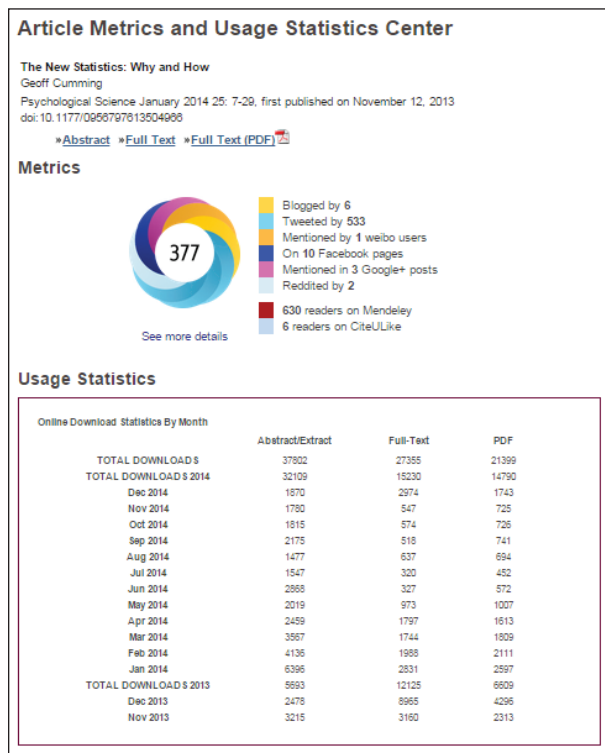 Article Metrics and Usage Statistics Center
The New Statistics: Why and How
Geoff Cumming
Psychological Science January 2014 25: 7-29, first published on November 12, 2013
doi:10.1177/0956797613504966
»Abstract »Full Text »Full Text (PDF)
Metrics
377
See more details
Blogged by 6
Tweeted by 533
Mentioned by 1 weibo users
On 10 Facebook pages
Mentioned in 3 Google+ posts
Reddited by 2
630 readers on Mendeley
6 readers on CiteULike
Usage Statistics
Online Download Statistics By Month
Abstract/Extract Full-Text PDF
TOTAL DOWNLOADS 37802 27355 21399
TOTAL DOWNLOADS 2014 32109 15230 14790
Dec 2014 1870 2974 1743
Nov 2014 1780 547 725
Oct 2014 1815 574 726
Sep 2014 2175 518 741
Aug 2014 1477 637 694
Jul 2014 1547 320 452
Jun 2014 2868 327 572
May 2014 2019 973 1007
Apr 2014 2459 1797 1613
Mar 2014 3567 1744 1809
Feb 2014 4136 1988 2111
Jan 2014 6396 2831 2597
TOTAL DOWNLOADS 2013 5693 12125 6609
Dec 2013 2478 8965 4296
Nov 2013 3215 3160 2313